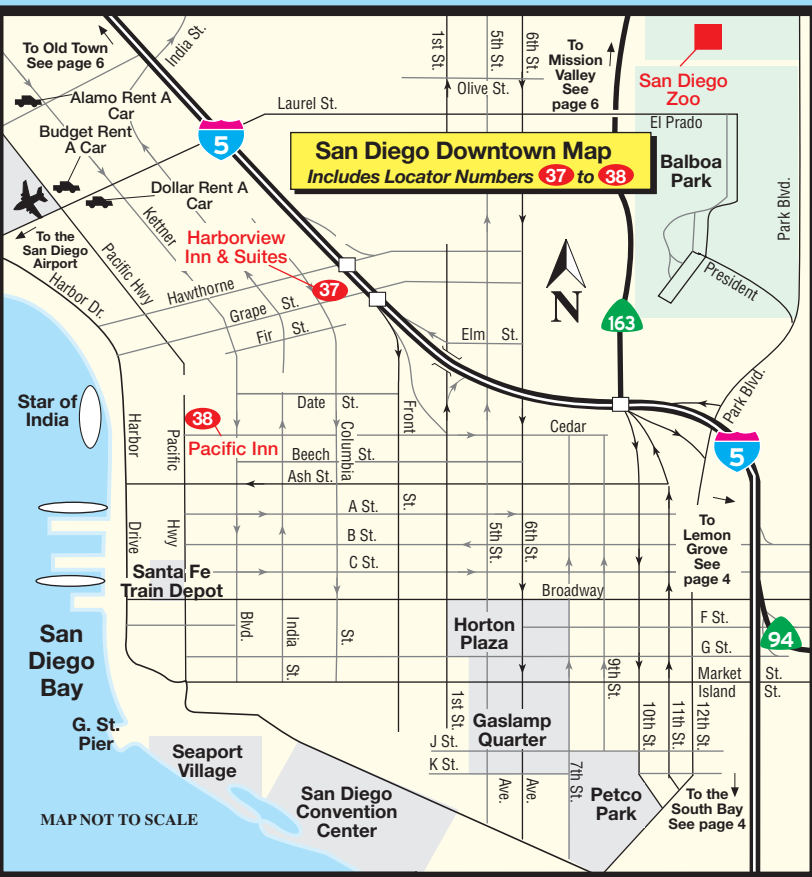 To Old Town
See page 6
India St.
1st St.
5th St.
6th St.
To
Mission
Valley
See
page 6
San Diego
Zoo
Olive St.
Alamo Rent A
Car
Laurel St.
El Prado
Budget Rent
A Car
5
San Diego Downtown Map
Includes Locator Numbers 37 to 38
Balboa
Park
Park Blvd.
Dollar Rent A
Car
Kettner
To the
San Diego
Airport
Pacific Hwy
Harborview
Inn & Suites
37
President
Harbor Dr.
Hawthorne
Grape St.
Fir St.
N
163
Elm St.
Star of
India
Harbor
Pacific
38
Pacific Inn
Date St.
Columbia
Front
Cedar
Park Blvd.
5
Beech St.
Ash St.
St.
A St.
B St.
C St.
5th St.
6th St.
Drive
Hwy
To
Lemon
Grove
See
page 4
Santa Fe
Train Depot
Broadway
Blvd.
India
St.
St.
Horton
Plaza
F St.
G St.
94
San
Diego
Bay
9th St.
Market St.
Island St.
1st St.
Gaslamp
Quarter
10th St.
11th St.
12th St.
G. St.
Pier
J St.
K St.
Seaport
Village
Ave.
Ave.
7th St.
San Diego
Convention
Center
Petco
Park
To the
South Bay
See page 4
MAP NOT TO SCALE